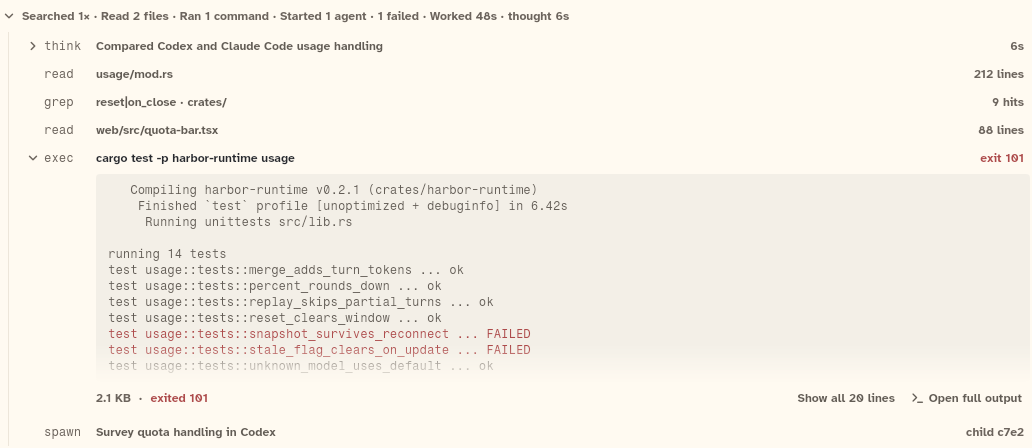 Searched 1× · Read 2 files · Ran 1 command · Started 1 agent · 1 failed · Worked 48s · thought 6s
think Compared Codex and Claude Code usage handling 6s
read usage/mod.rs 212 lines
grep reset|on_close · crates/ 9 hits
read web/src/quota-bar.tsx 88 lines
exec cargo test -p harbor-runtime usage exit 101
Compiling harbor-runtime v0.2.1 (crates/harbor-runtime)
Finished `test` profile [unoptimized + debuginfo] in 6.42s
Running unittests src/lib.rs
running 14 tests
test usage::tests::merge_adds_turn_tokens ... ok
test usage::tests::percent_rounds_down ... ok
test usage::tests::replay_skips_partial_turns ... ok
test usage::tests::reset_clears_window ... ok
test usage::tests::snapshot_survives_reconnect ... FAILED
test usage::tests::stale_flag_clears_on_update ... FAILED
test usage::tests::unknown_model_uses_default ... ok
2.1 KB · exited 101 Show all 20 lines Open full output
spawn Survey quota handling in Codex child c7e2